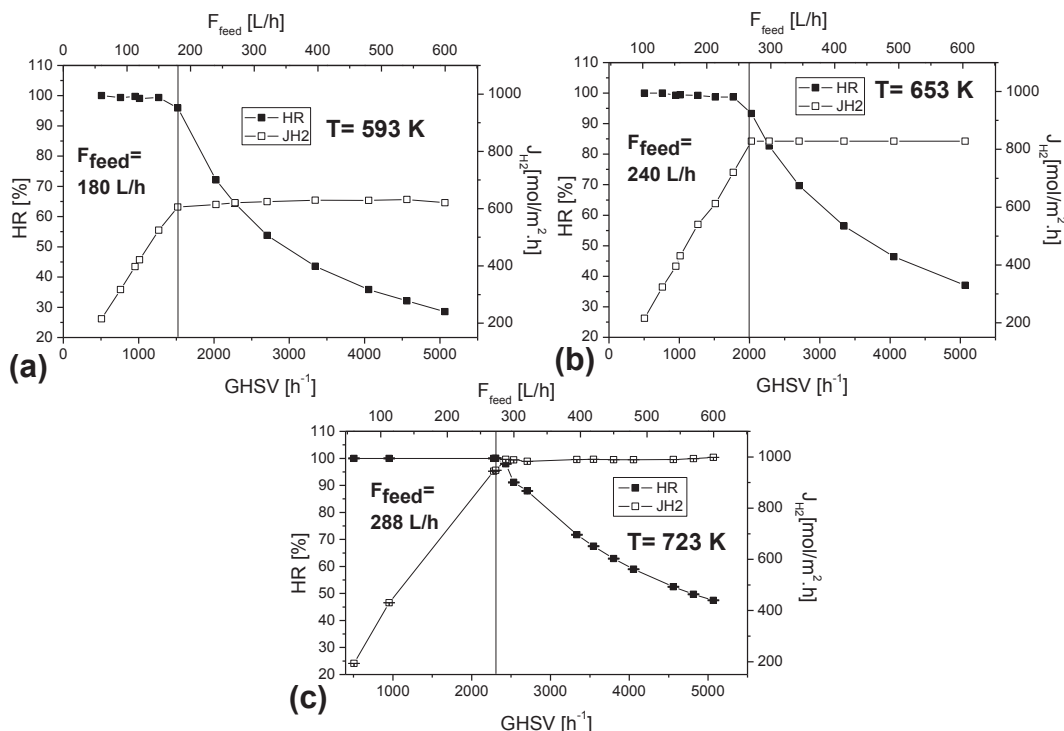 F_feed [L/h]
0 100 200 300 400 500 600
110
100
90
80
70
60
50
40
30
20
HR [%]
HR
JH2
T= 593 K
F_feed=
180 L/h
1000
800
600
400
200
J_H2 [mol/m².h]
0 1000 2000 3000 4000 5000
GHSV [h⁻¹]
(a)
F_feed [L/h]
0 100 200 300 400 500 600
110
100
90
80
70
60
50
40
30
20
HR [%]
HR
JH2
T= 653 K
F_feed=
240 L/h
1000
800
600
400
200
J_H2 [mol/m².h]
0 1000 2000 3000 4000 5000
GHSV [h⁻¹]
(b)
F_feed [L/h]
100 200 300 400 500 600
110
100
90
80
70
60
50
40
30
20
HR [%]
F_feed=
288 L/h
HR
JH2
T= 723 K
1000
800
600
400
200
J_H2[mol/m².h]
1000 2000 3000 4000 5000
GHSV [h⁻¹]
(c)